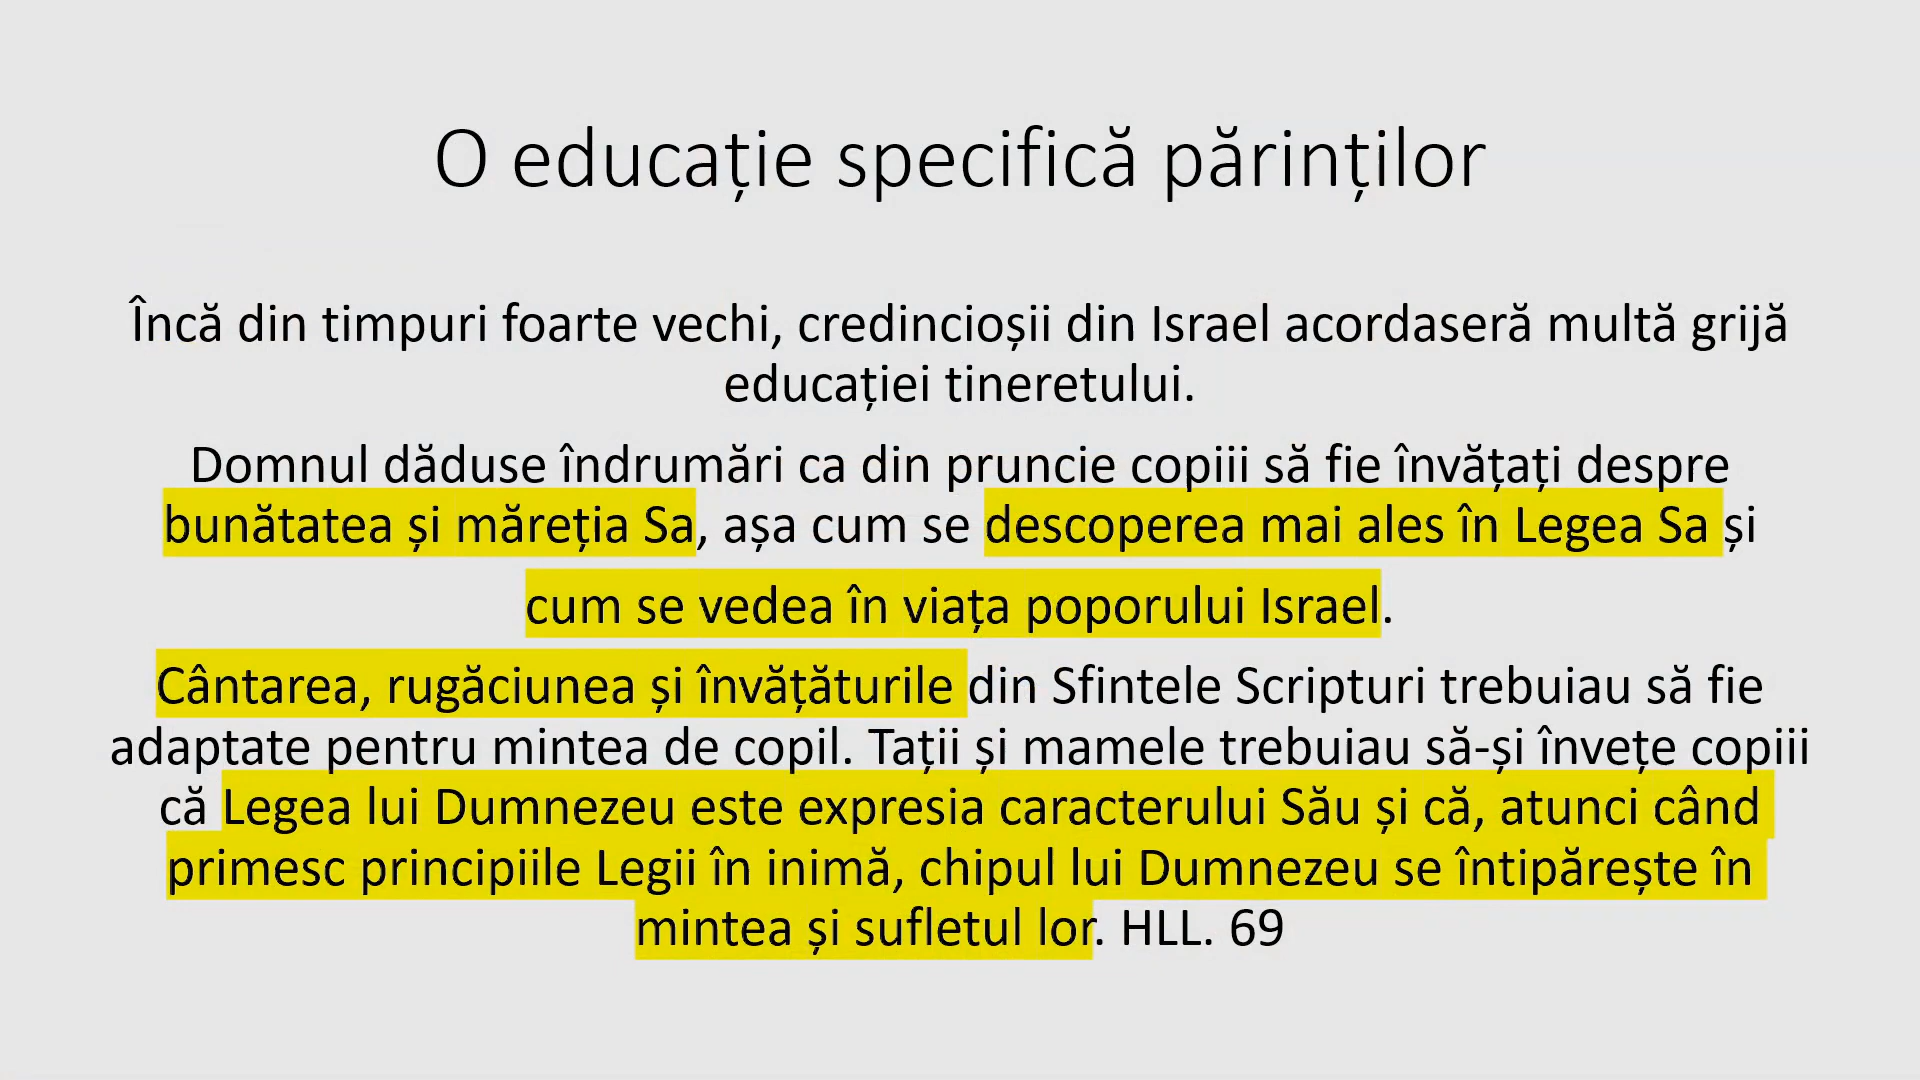 O educație specifică părinților
Încă din timpuri foarte vechi, credincioșii din Israel acordaseră multă grijă
educației tineretului.
Domnul dăduse îndrumări ca din pruncie copiii să fie învățați despre
bunătatea și măreția Sa, așa cum se descoperea mai ales în Legea Sa și
cum se vedea în viața poporului Israel.
Cântarea, rugăciunea și învățăturile din Sfintele Scripturi trebuiau să fie
adaptate pentru mintea de copil. Tații și mamele trebuiau să-și învețe copiii
că Legea lui Dumnezeu este expresia caracterului Său și că, atunci când
primesc principiile Legii în inimă, chipul lui Dumnezeu se întipărește în
mintea și sufletul lor. HLL. 69